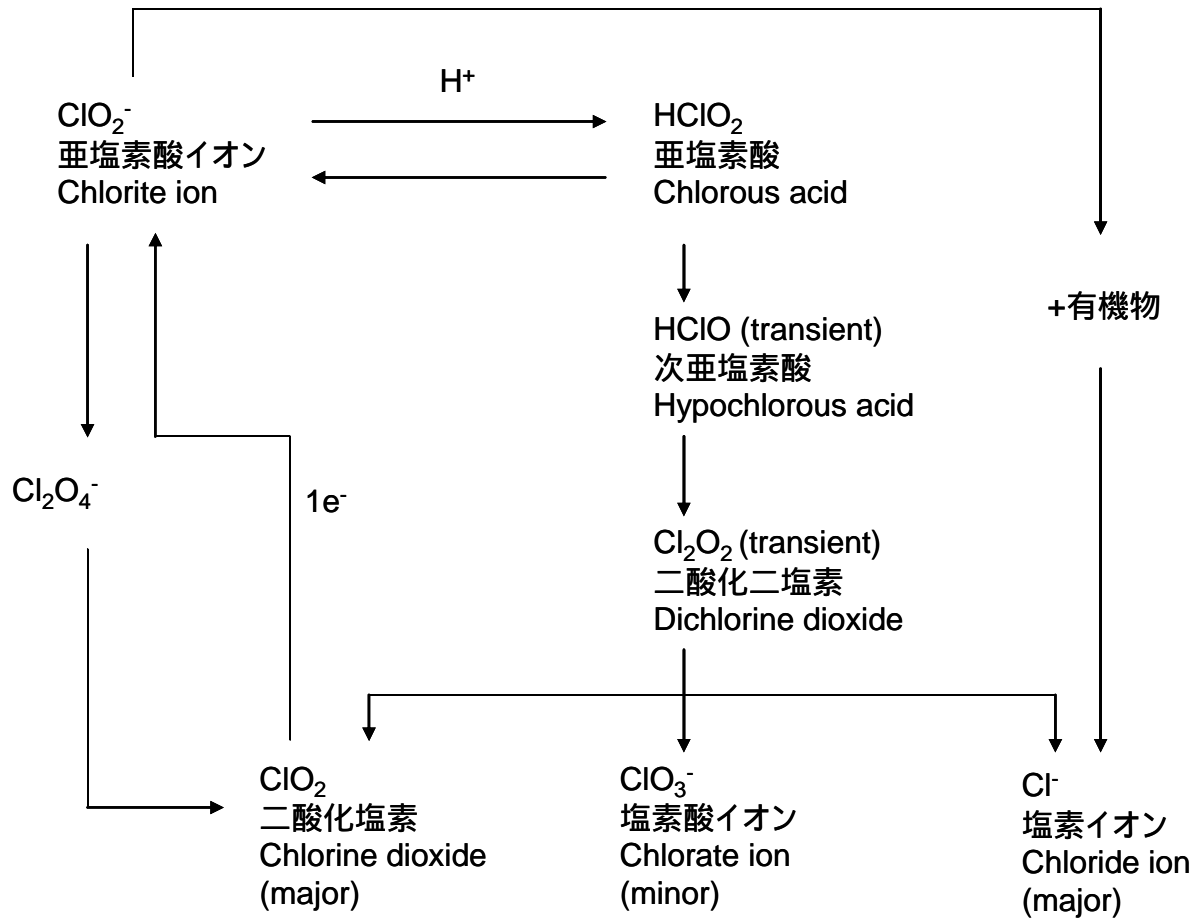 H⁺
ClO₂⁻
亜塩素酸イオン
Chlorite ion
HClO₂
亜塩素酸
Chlorous acid
+有機物
HClO (transient)
次亜塩素酸
Hypochlorous acid
Cl₂O₄⁻
1e⁻
Cl₂O₂ (transient)
二酸化二塩素
Dichlorine dioxide
ClO₂
二酸化塩素
Chlorine dioxide
(major)
ClO₃⁻
塩素酸イオン
Chlorate ion
(minor)
Cl⁻
塩素イオン
Chloride ion
(major)